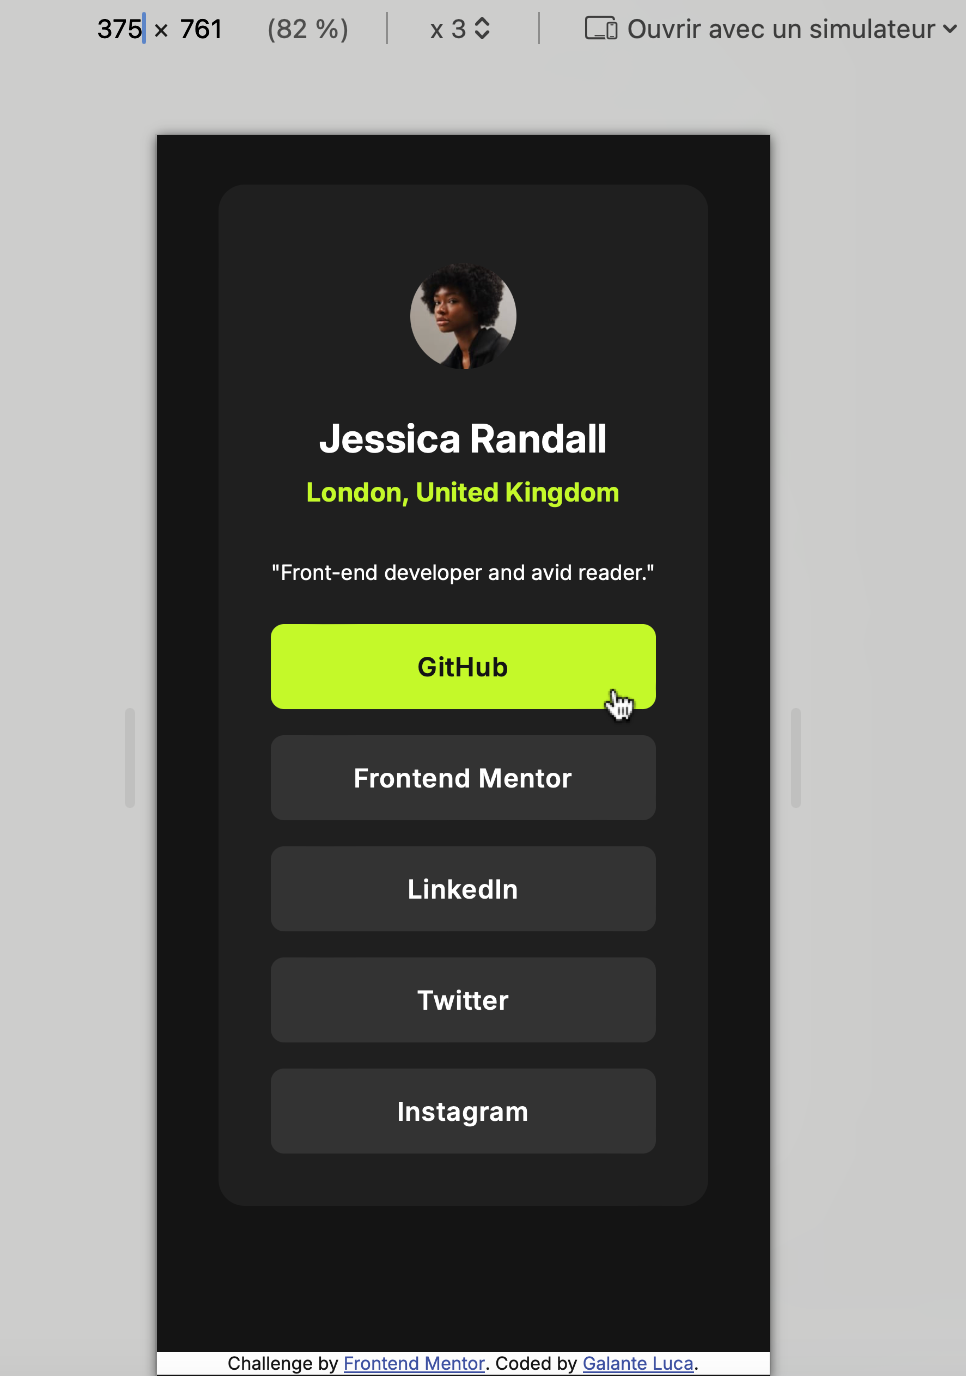 375 × 761 (82 %) x 3 Ouvrir avec un simulateur
Jessica Randall
London, United Kingdom
"Front-end developer and avid reader."
GitHub
Frontend Mentor
LinkedIn
Twitter
Instagram
Challenge by Frontend Mentor. Coded by Galante Luca.